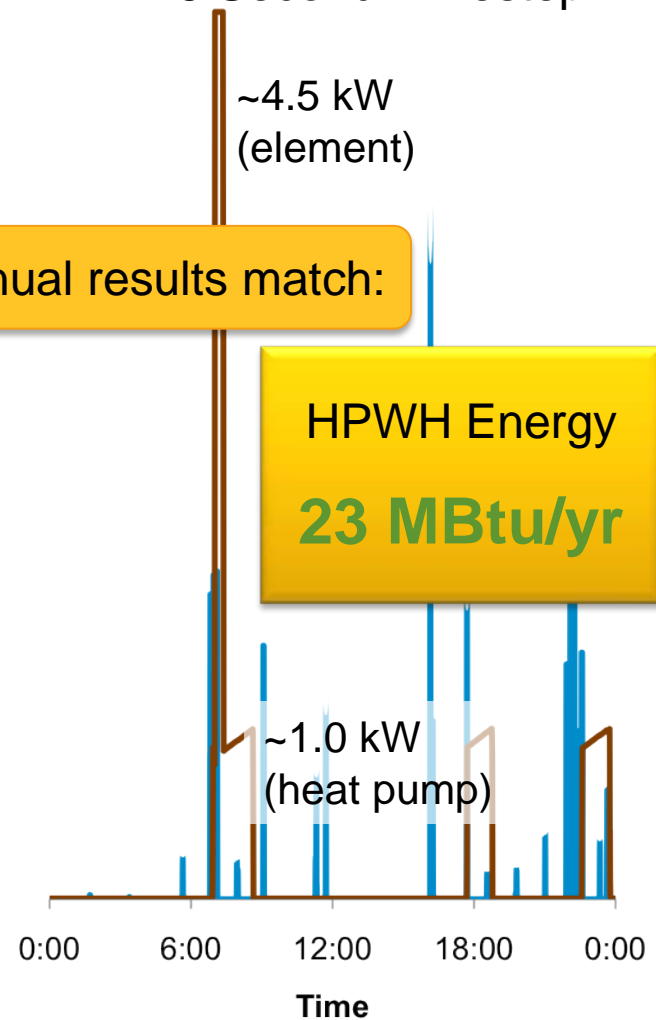 ~4.5 kW
(element)
nual results match:
HPWH Energy
23 MBtu/yr
~1.0 kW
(heat pump)
0:00 6:00 12:00 18:00 0:00
Time